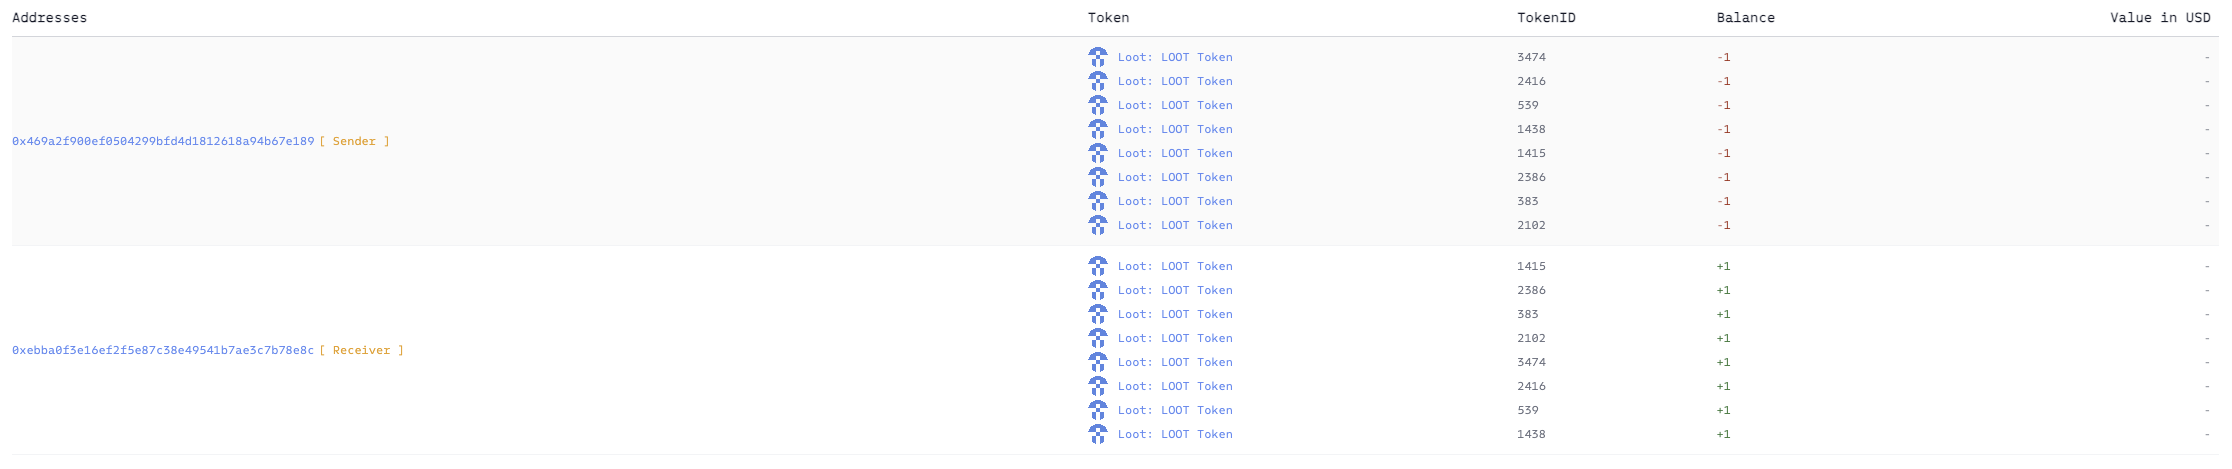 Addresses Token TokenID Balance Value in USD
Loot: LOOT Token 3474 -1 -
Loot: LOOT Token 2416 -1 -
Loot: LOOT Token 539 -1 -
Loot: LOOT Token 1438 -1 -
0x469a2f900ef0504299bfd4d1812618a94b67e189 [ Sender ]
Loot: LOOT Token 1415 -1 -
Loot: LOOT Token 2386 -1 -
Loot: LOOT Token 383 -1 -
Loot: LOOT Token 2102 -1 -
Loot: LOOT Token 1415 +1 -
Loot: LOOT Token 2386 +1 -
Loot: LOOT Token 383 +1 -
Loot: LOOT Token 2102 +1 -
0xebba0f3e16ef2f5e87c38e49541b7ae3c7b78e8c [ Receiver ]
Loot: LOOT Token 3474 +1 -
Loot: LOOT Token 2416 +1 -
Loot: LOOT Token 539 +1 -
Loot: LOOT Token 1438 +1 -